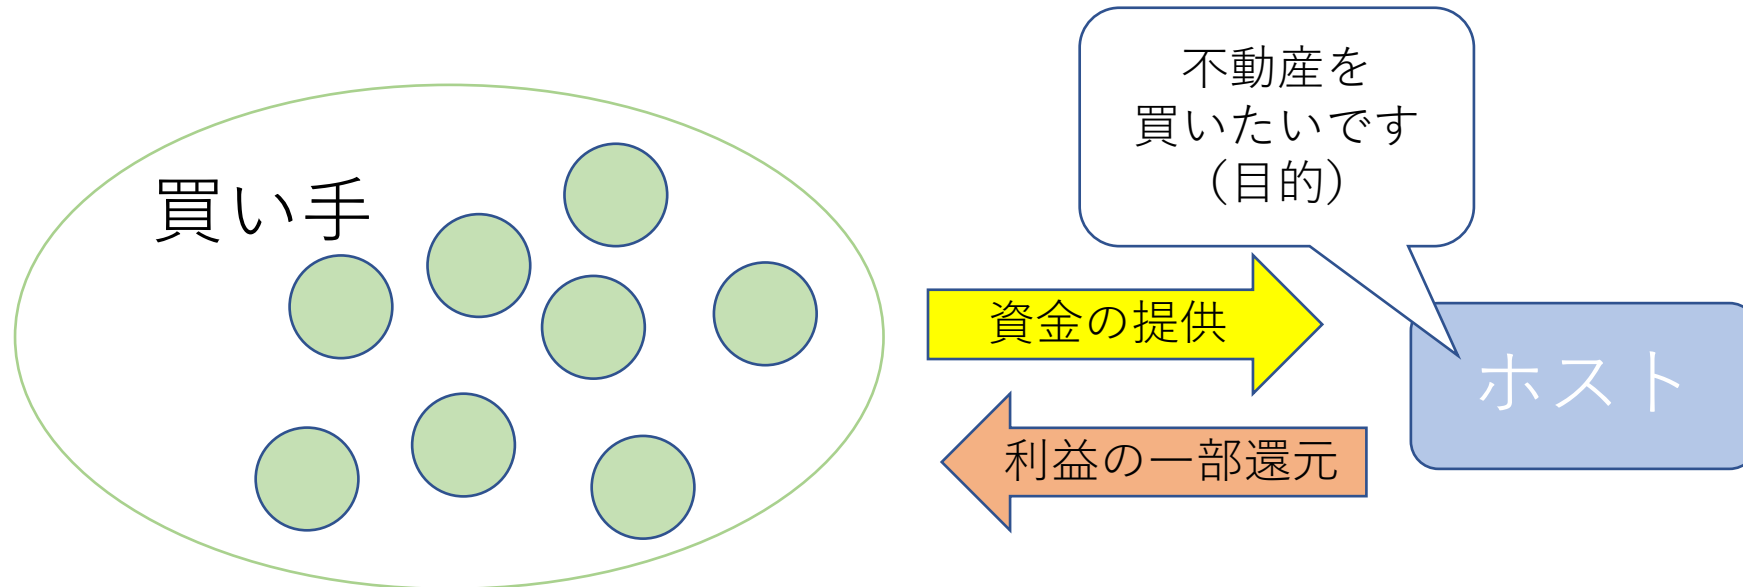 不動産を
買いたいです
(目的)
買い手
資金の提供
ホスト
利益の一部還元